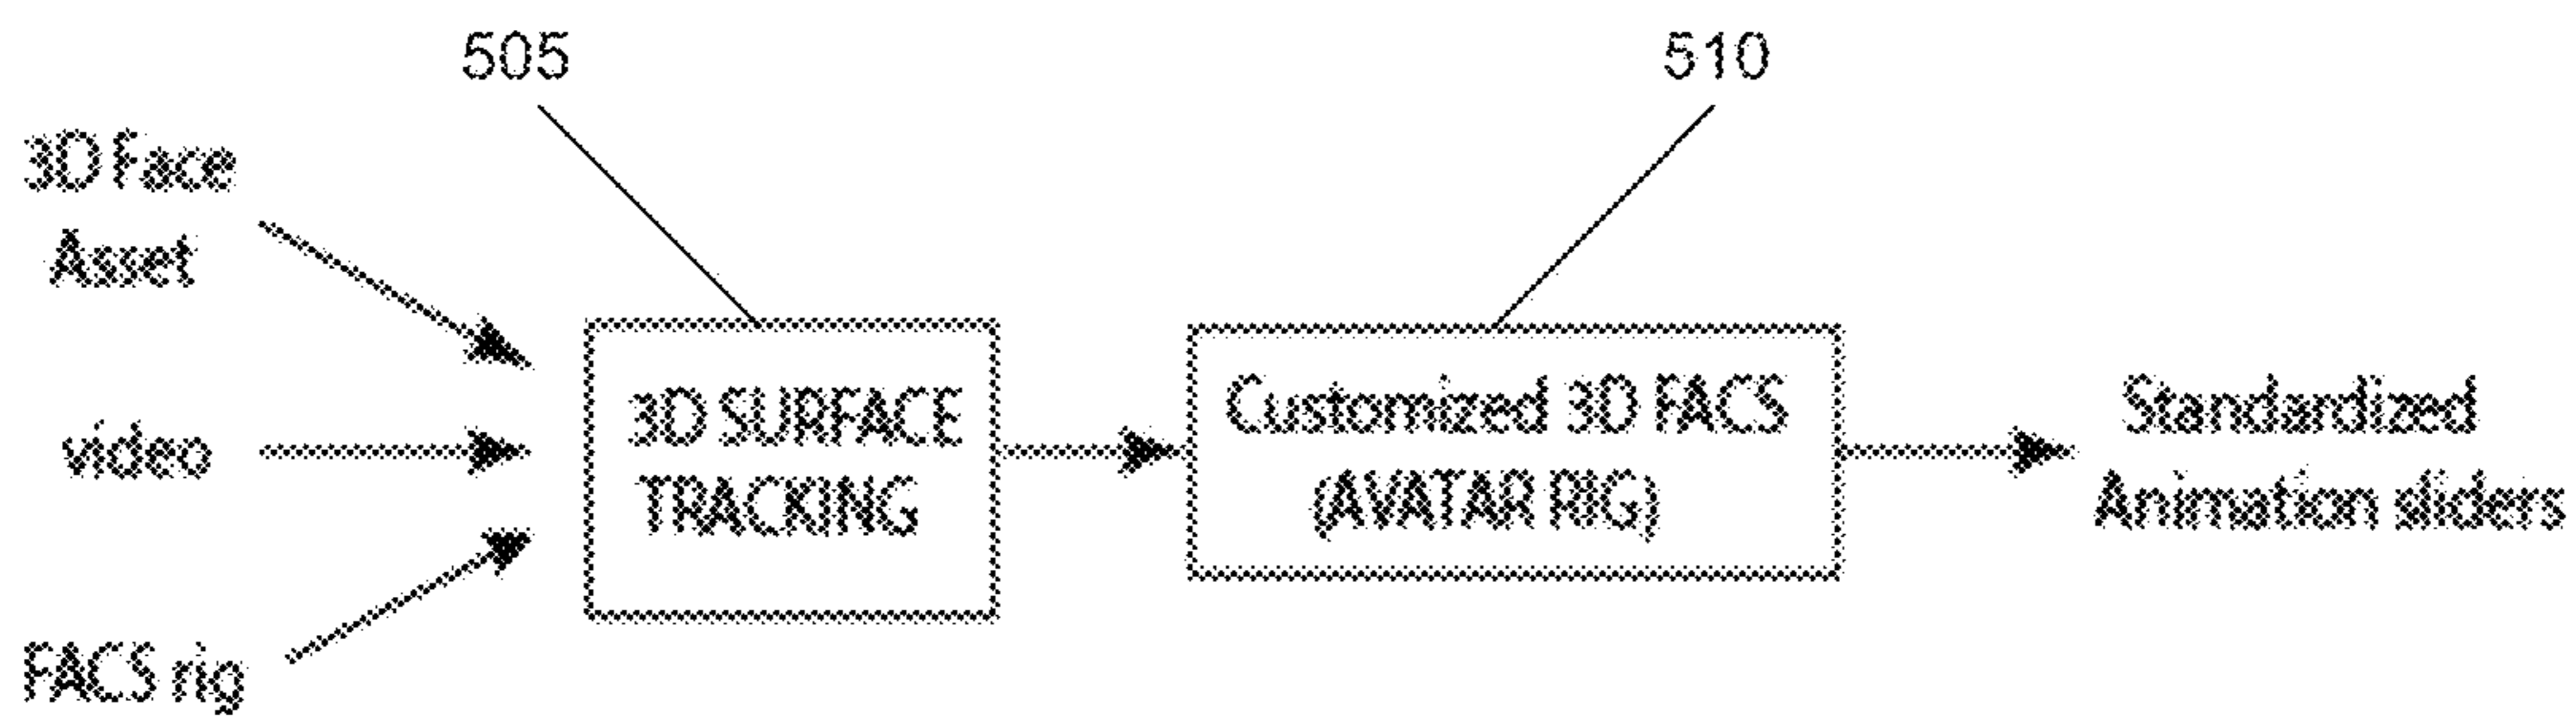 505
510
3D Face
Asset
video
FACS rig
3D SURFACE
TRACKING
Customized 3D FACS
(AVATAR RIG)
Standardized
Animation sliders